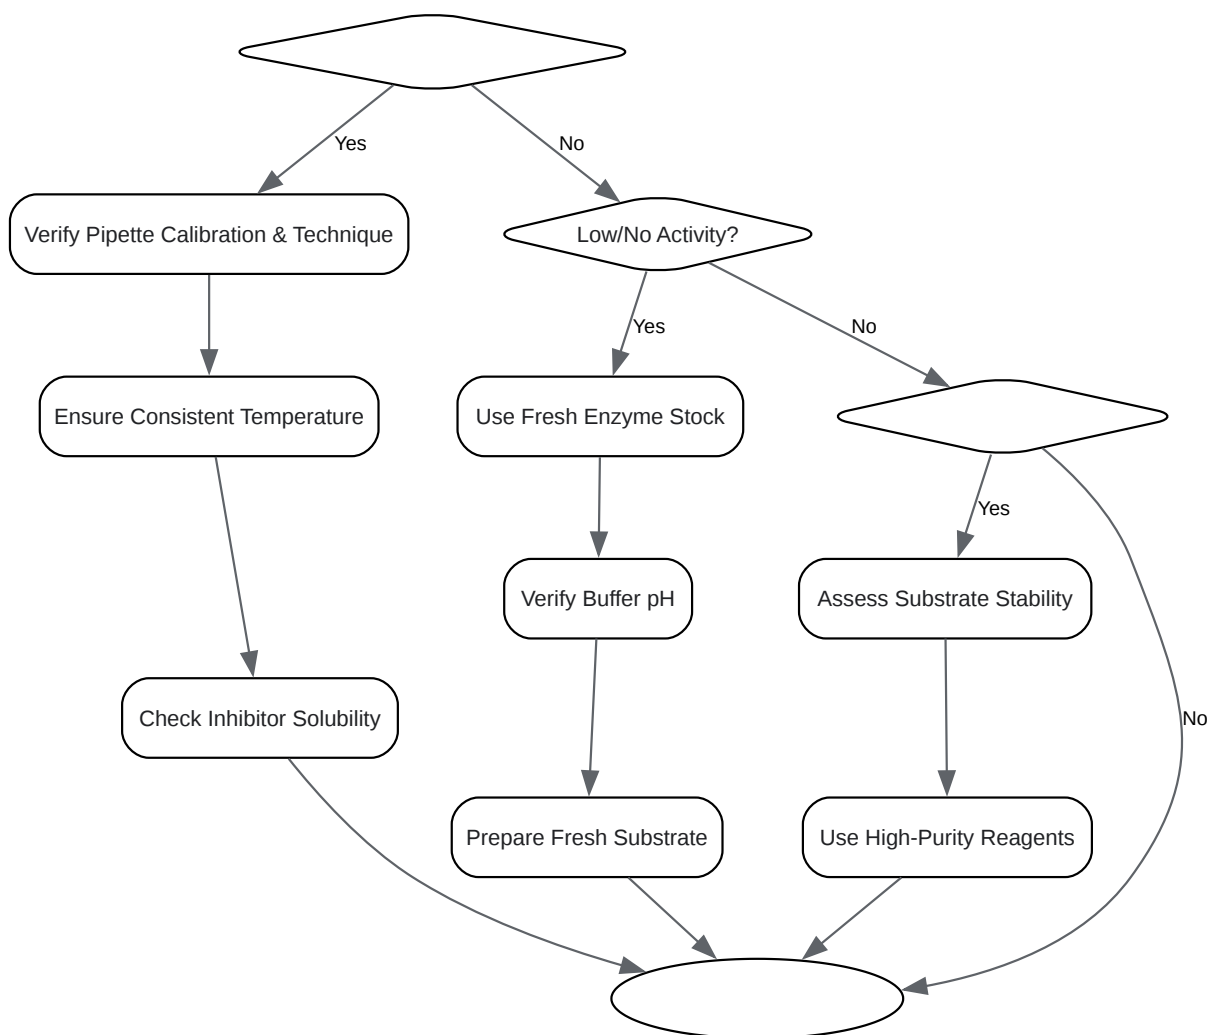 Yes
No
Verify Pipette Calibration & Technique
Low/No Activity?
Yes
No
Ensure Consistent Temperature
Use Fresh Enzyme Stock
Yes
Verify Buffer pH
Assess Substrate Stability
Check Inhibitor Solubility
No
Prepare Fresh Substrate
Use High-Purity Reagents